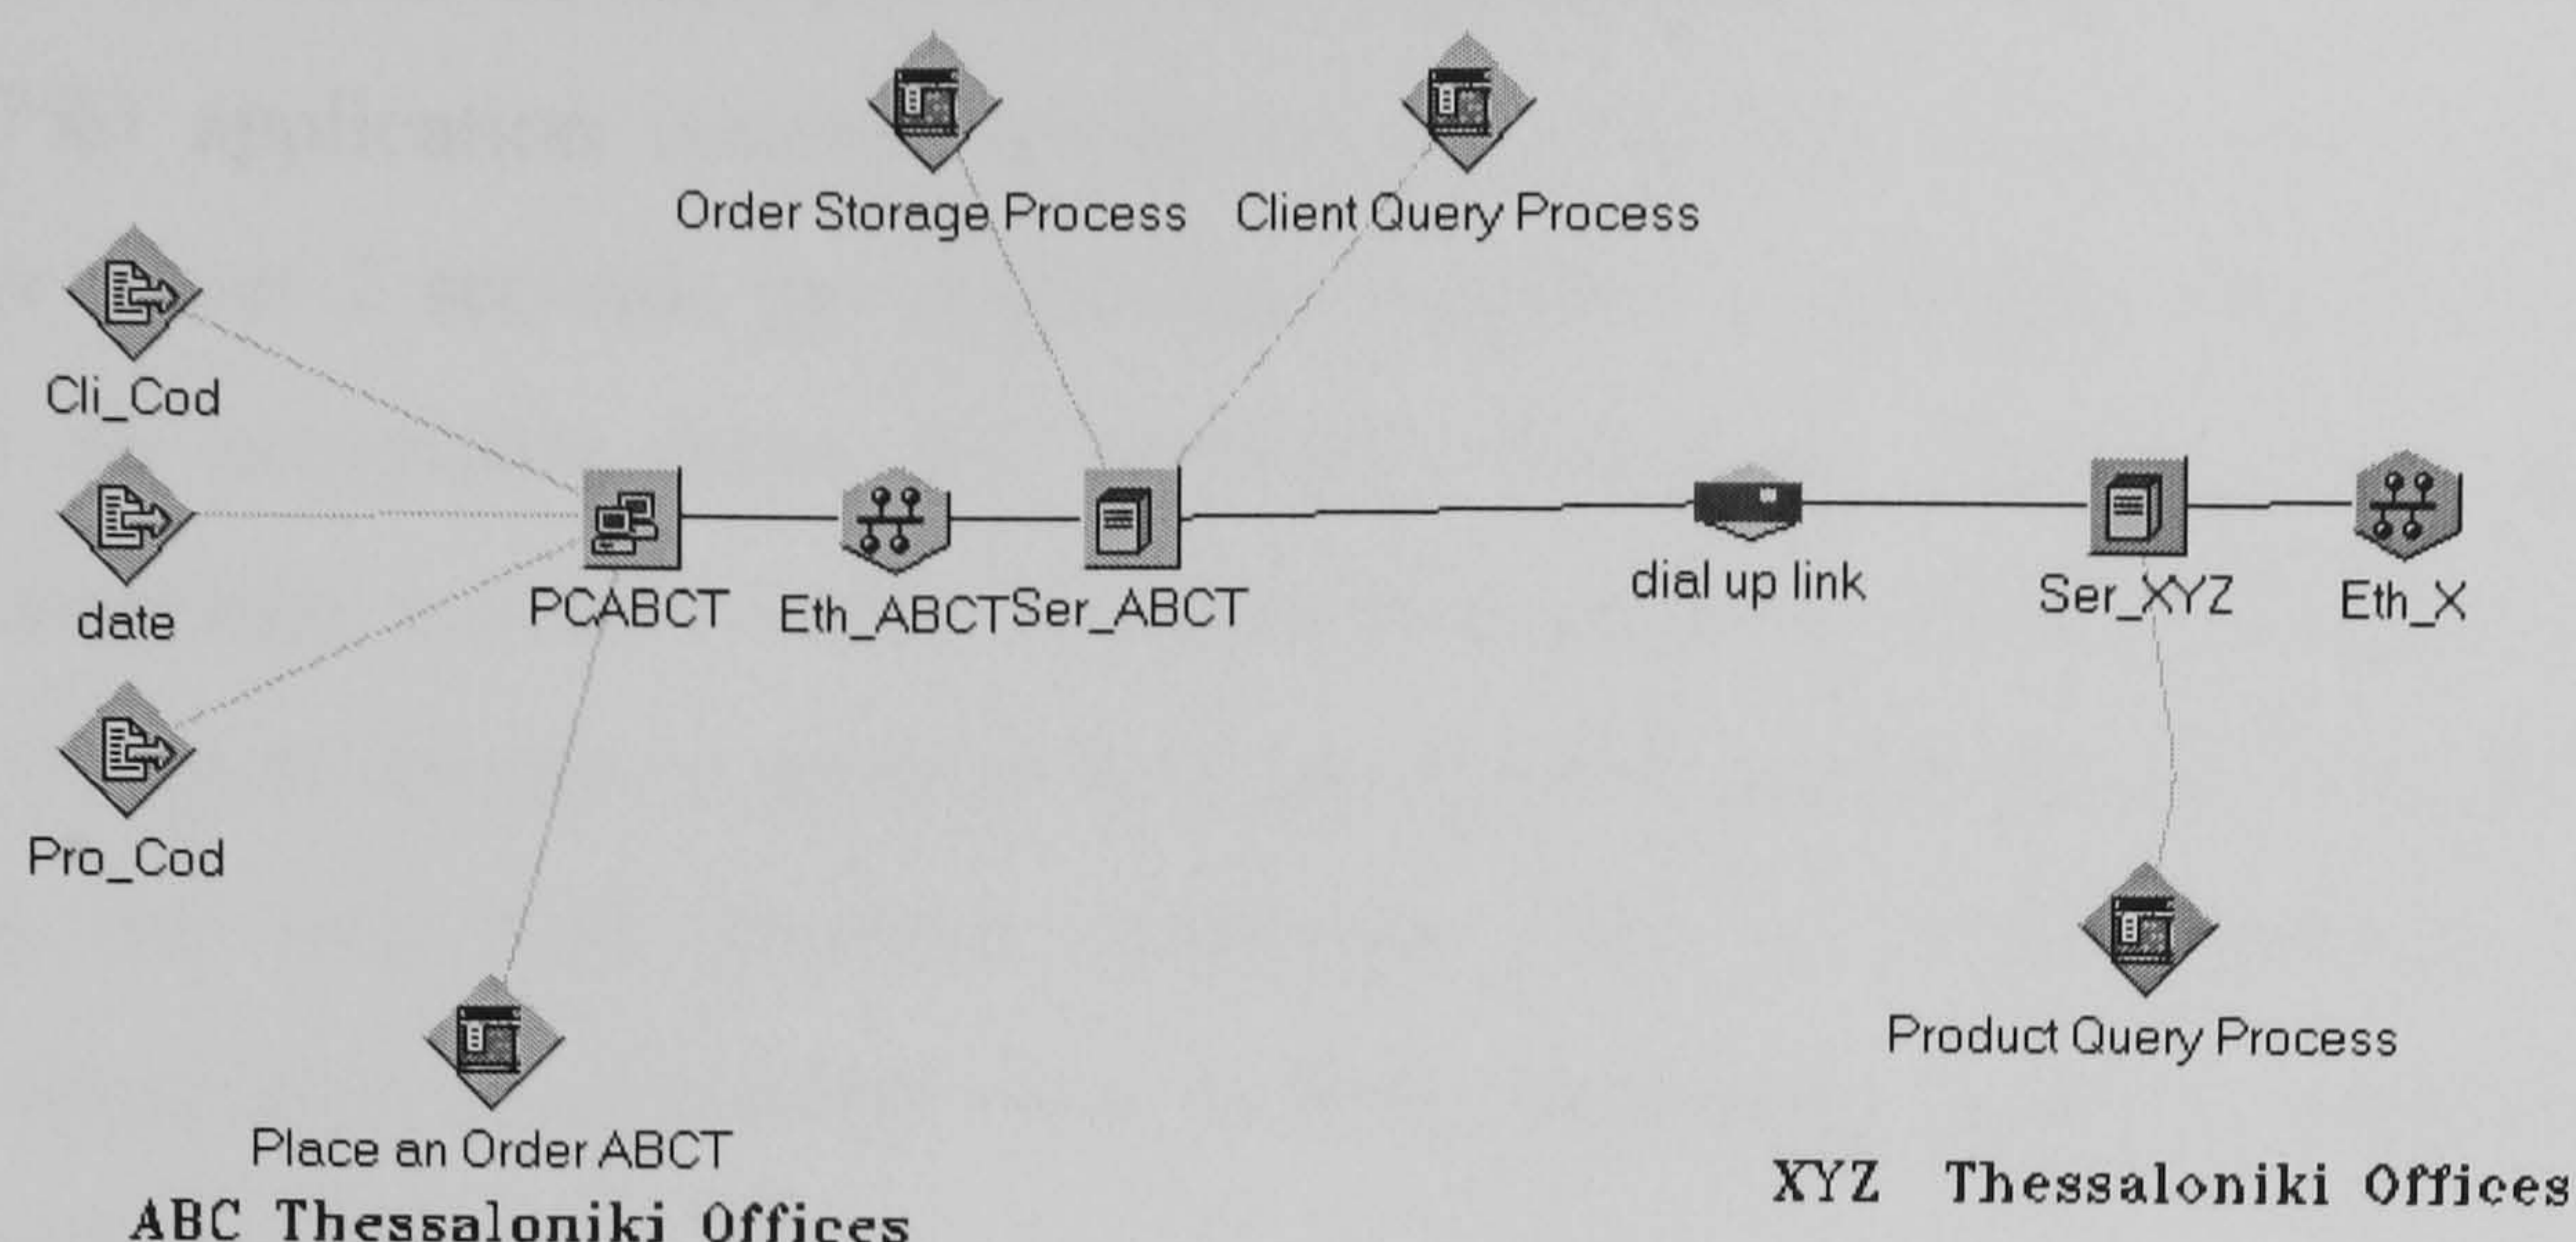 Order Storage Process
Client Query Process
Cli_Cod
date
Pro_Cod
PCABCT
Eth_ABCT
Ser_ABCT
dial up link
Ser_XYZ
Eth_X
Product Query Process
Place an Order ABCT
ABC Thessaloniki Offices
XYZ Thessaloniki Offices
application